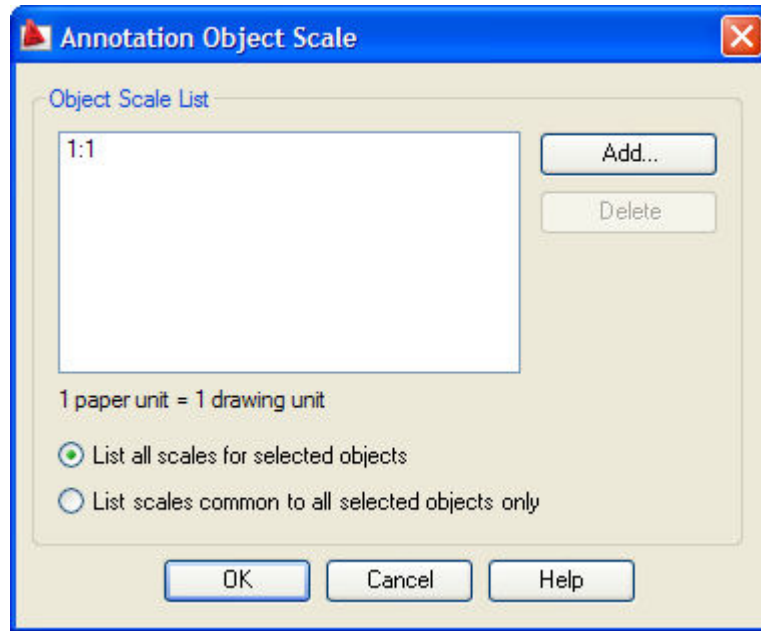 Annotation Object Scale
Object Scale List
1:1
Add...
Delete
1 paper unit = 1 drawing unit
List all scales for selected objects
List scales common to all selected objects only
OK
Cancel
Help